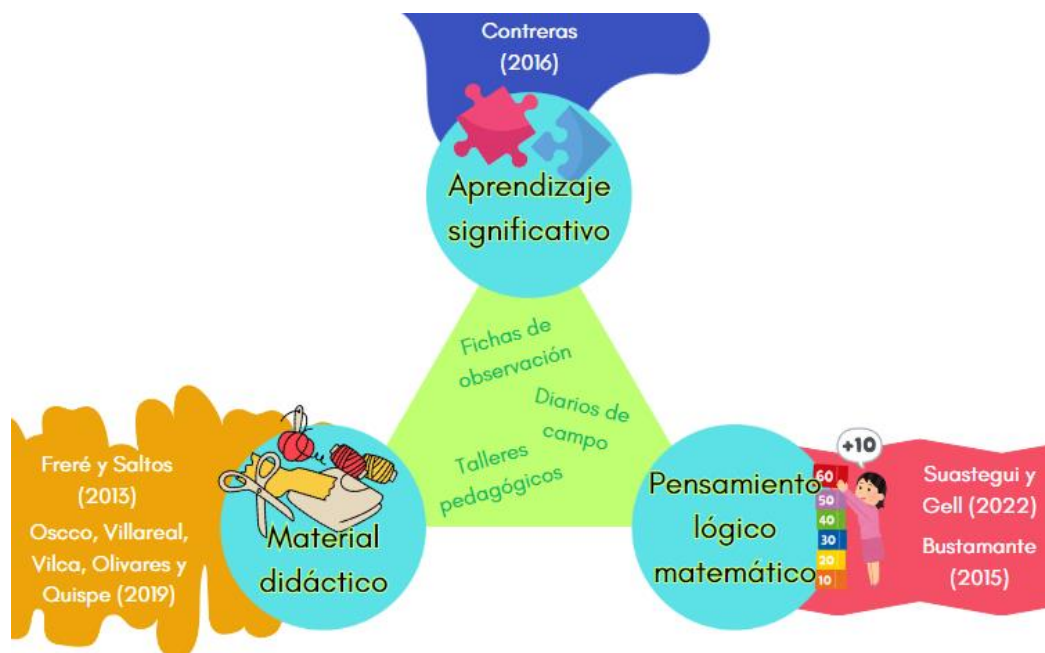 Contreras
(2016)
Aprendizaje
significativo
Fichas de
observación
Diarios de
campo
Talleres
pedagógicos
Freré y Saltos
(2013)
Oscco, Villareal,
Vilca, Olivares y
Quispe (2019)
Material
didáctico
Pensamiento
lógico
matemático
+10
60
50
40
30
20
10
Suastegui y
Gell (2022)
Bustamante
(2015)